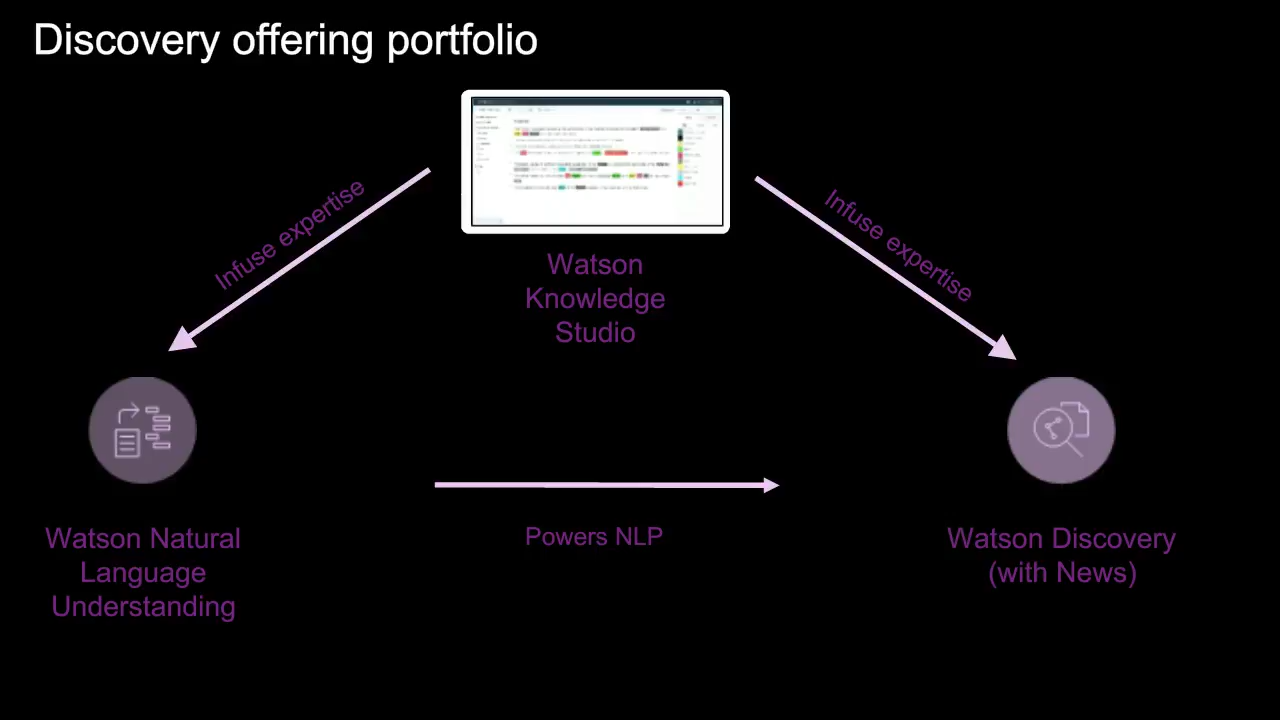 Discovery offering portfolio
Infuse expertise
Infuse expertise
Watson
Knowledge
Studio
Watson Natural
Language
Understanding
Powers NLP
Watson Discovery
(with News)